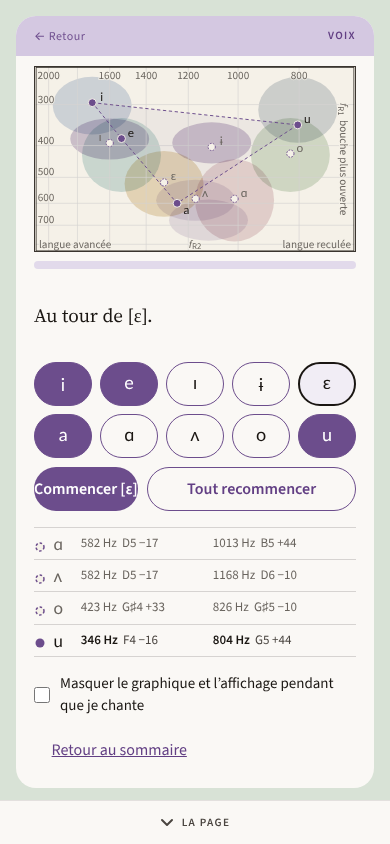 ← Retour
VOIX
2000 1600 1400 1200 1000 800
300
400
500
600
700
i
u
e
ɪ
ɨ
o
ɛ
ʌ
ɑ
a
fR1 bouche plus ouverte
langue avancée
fR2
langue reculée
Au tour de [ɛ].
i e ɪ ɨ ɛ
a ɑ ʌ o u
Commencer [ɛ]
Tout recommencer
ɑ 582 Hz D5 −17 1013 Hz B5 +44
ʌ 582 Hz D5 −17 1168 Hz D6 −10
o 423 Hz G♯4 +33 826 Hz G♯5 −10
u 346 Hz F4 −16 804 Hz G5 +44
Masquer le graphique et l’affichage pendant
que je chante
Retour au sommaire
LA PAGE